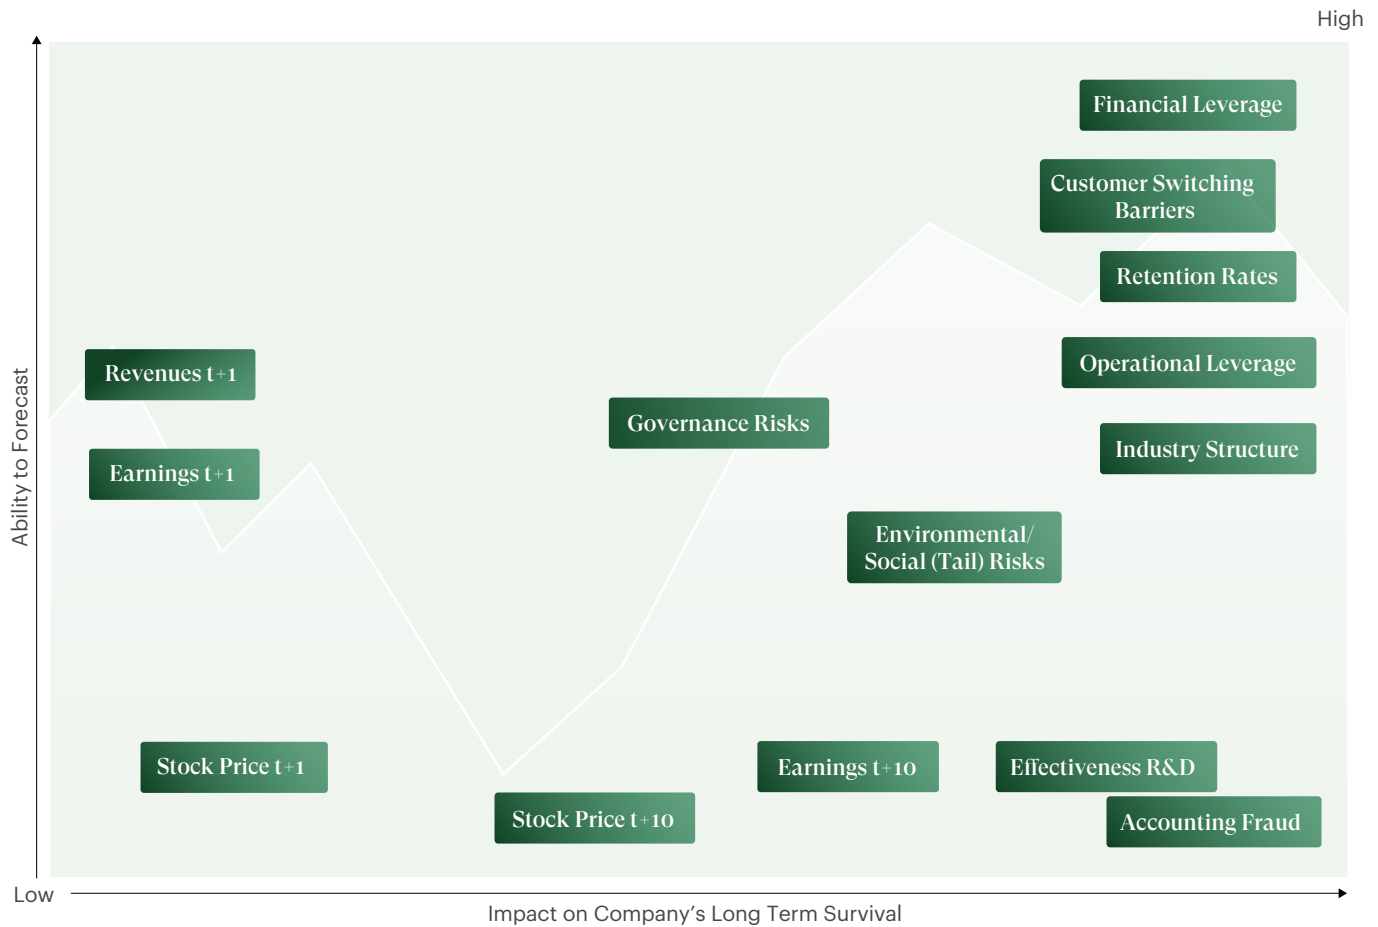 High
Financial Leverage
Customer Switching
Barriers
Retention Rates
Operational Leverage
Revenues t+1
Governance Risks
Industry Structure
Earnings t+1
Environmental/
Social (Tail) Risks
Stock Price t+1
Earnings t+10
Effectiveness R&D
Stock Price t+10
Accounting Fraud
Ability to Forecast
Low
Impact on Company’s Long Term Survival